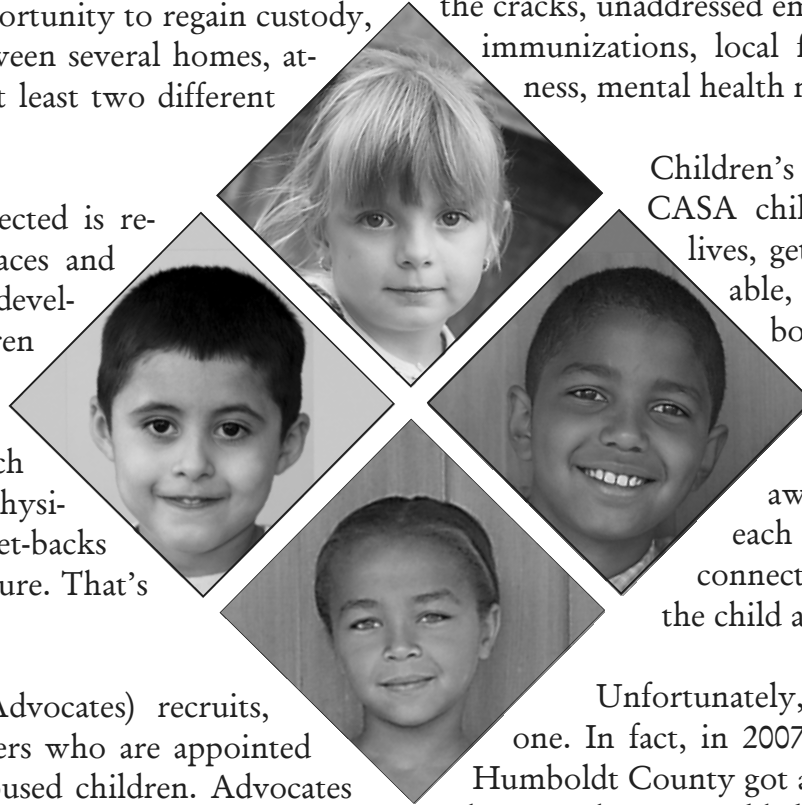 ortunity to regain custody,
ween several homes, at-
t least two different
ected is re-
aces and
devel-
ren
ch
hysi-
et-backs
ure. That's
Advocates) recruits,
ers who are appointed
used children. Advocates
the cracks, unaddressed em
immunizations, local f
ness, mental health
Children's
CASA chil
lives, get
able,
bo
aw
each
connect
the child a
Unfortunately,
one. In fact, in 2007
Humboldt County got a